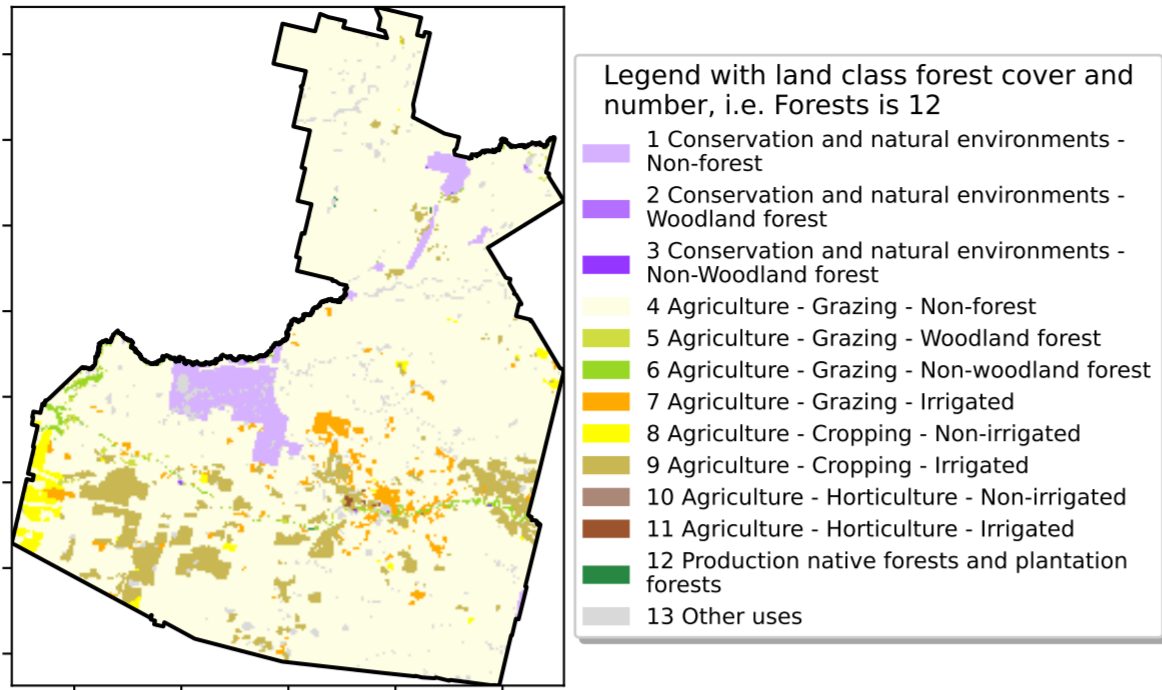 Legend with land class forest cover and
number, i.e. Forests is 12
1 Conservation and natural environments -
Non-forest
2 Conservation and natural environments -
Woodland forest
3 Conservation and natural environments -
Non-Woodland forest
4 Agriculture - Grazing - Non-forest
5 Agriculture - Grazing - Woodland forest
6 Agriculture - Grazing - Non-woodland forest
7 Agriculture - Grazing - Irrigated
8 Agriculture - Cropping - Non-irrigated
9 Agriculture - Cropping - Irrigated
10 Agriculture - Horticulture - Non-irrigated
11 Agriculture - Horticulture - Irrigated
12 Production native forests and plantation
forests
13 Other uses